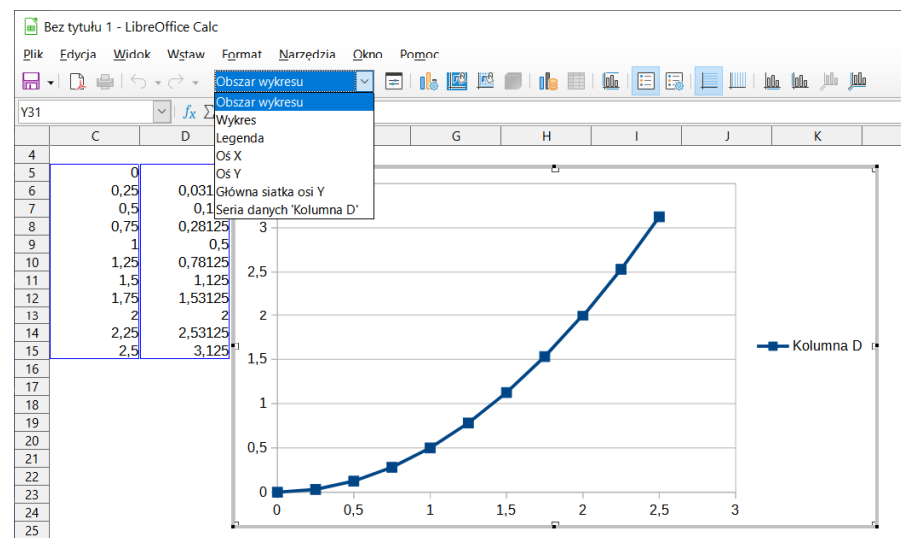 Bez tytułu 1 - LibreOffice Calc
Plik Edycja Widok Wstaw Format Narzędzia Okno Pomoc
Obszar wykresu
Y31 fx Σ
Obszar wykresu
Wykres
Legenda
Oś X
Oś Y
Główna siatka osi Y
Seria danych 'Kolumna D'
C D G H I J K
4
5 0
6 0,25 0,031
7 0,5 0,1
8 0,75 0,28125
9 1 0,5
10 1,25 0,78125
11 1,5 1,125
12 1,75 1,53125
13 2 2
14 2,25 2,53125
15 2,5 3,125
16
17
18
19
20
21
22
23
24
25
3
2,5
2
1,5
1
0,5
0
0 0,5 1 1,5 2 2,5 3
Kolumna D